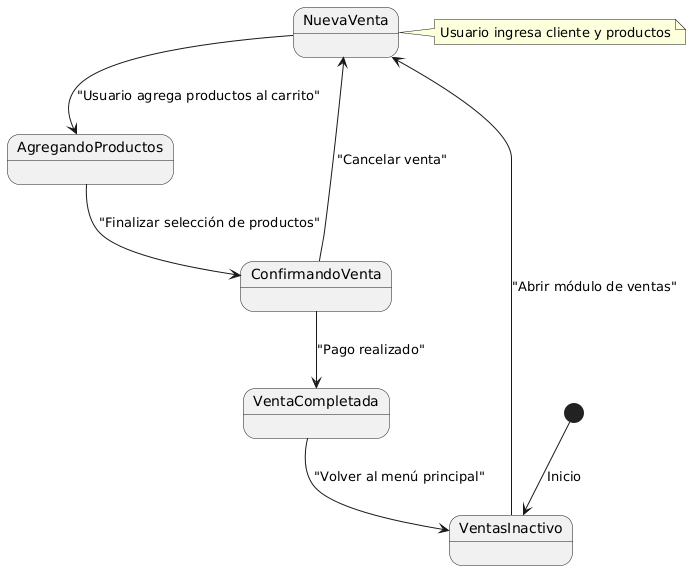 NuevaVenta
Usuario ingresa cliente y productos
"Usuario agrega productos al carrito"
AgregandoProductos
"Cancelar venta"
"Finalizar selección de productos"
ConfirmandoVenta
"Abrir módulo de ventas"
"Pago realizado"
VentaCompletada
"Volver al menú principal"
Inicio
VentasInactivo